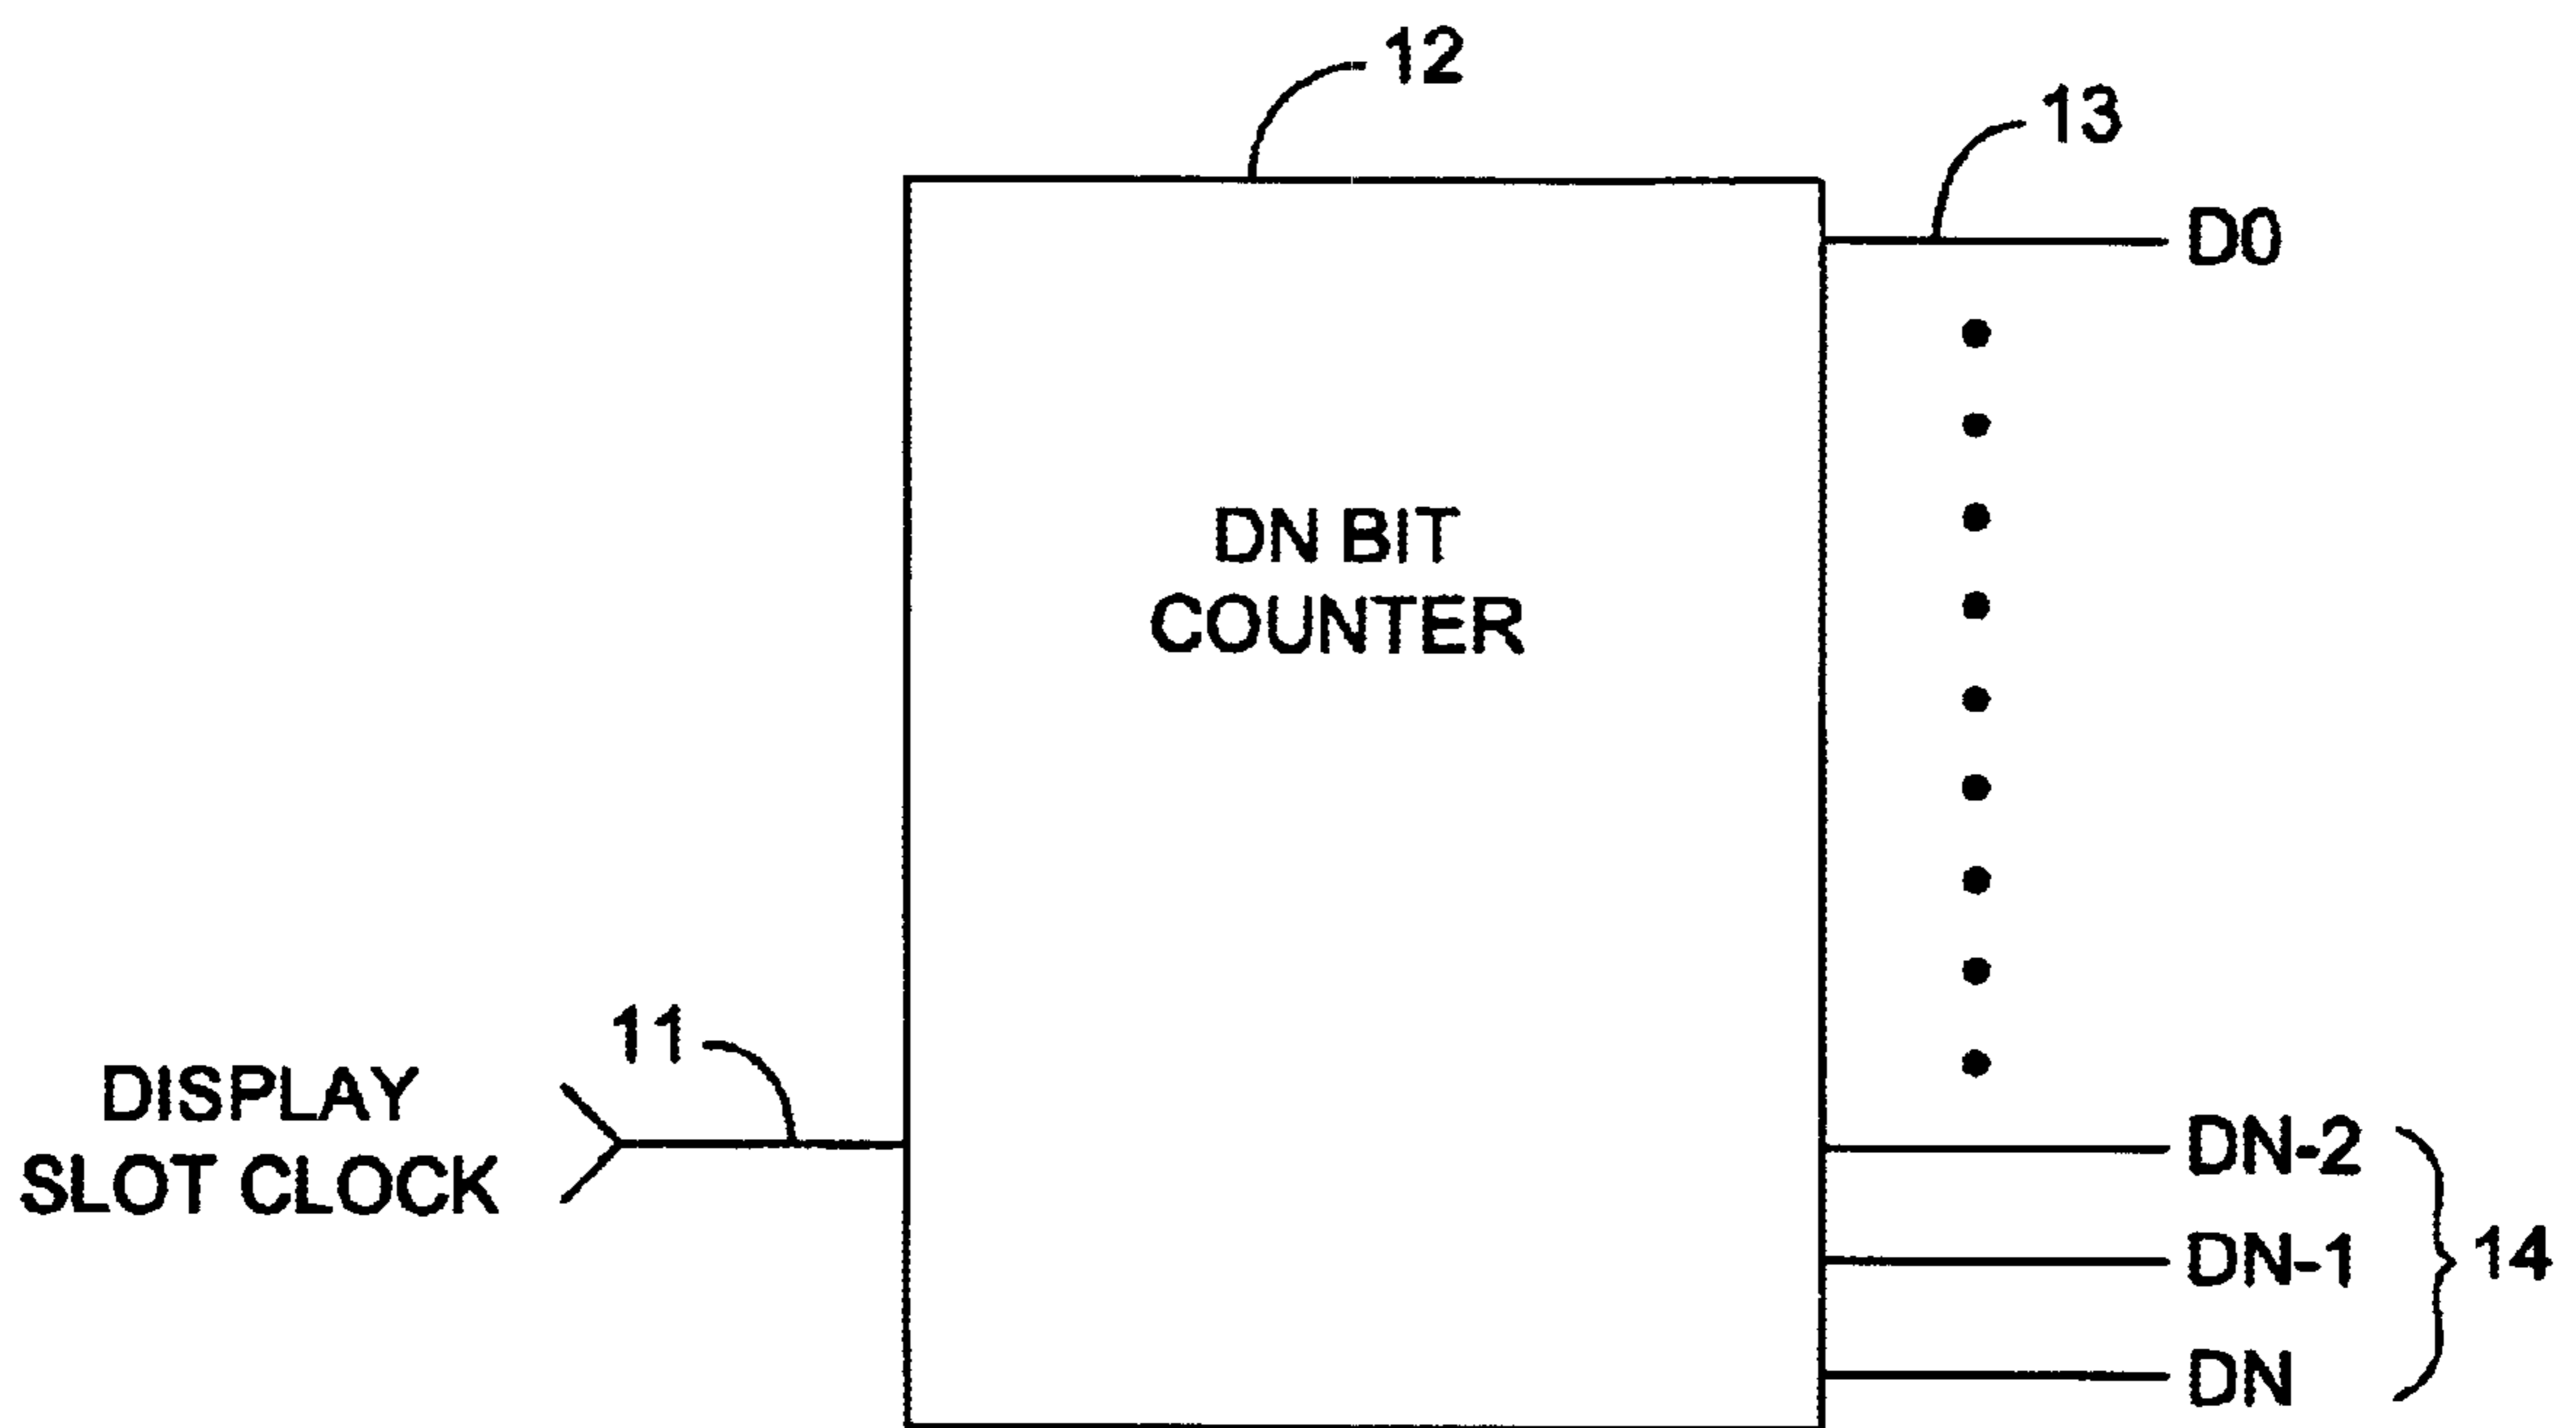 12
13
D0
DN BIT
COUNTER
11
DISPLAY
SLOT CLOCK
DN-2
DN-1
14
DN